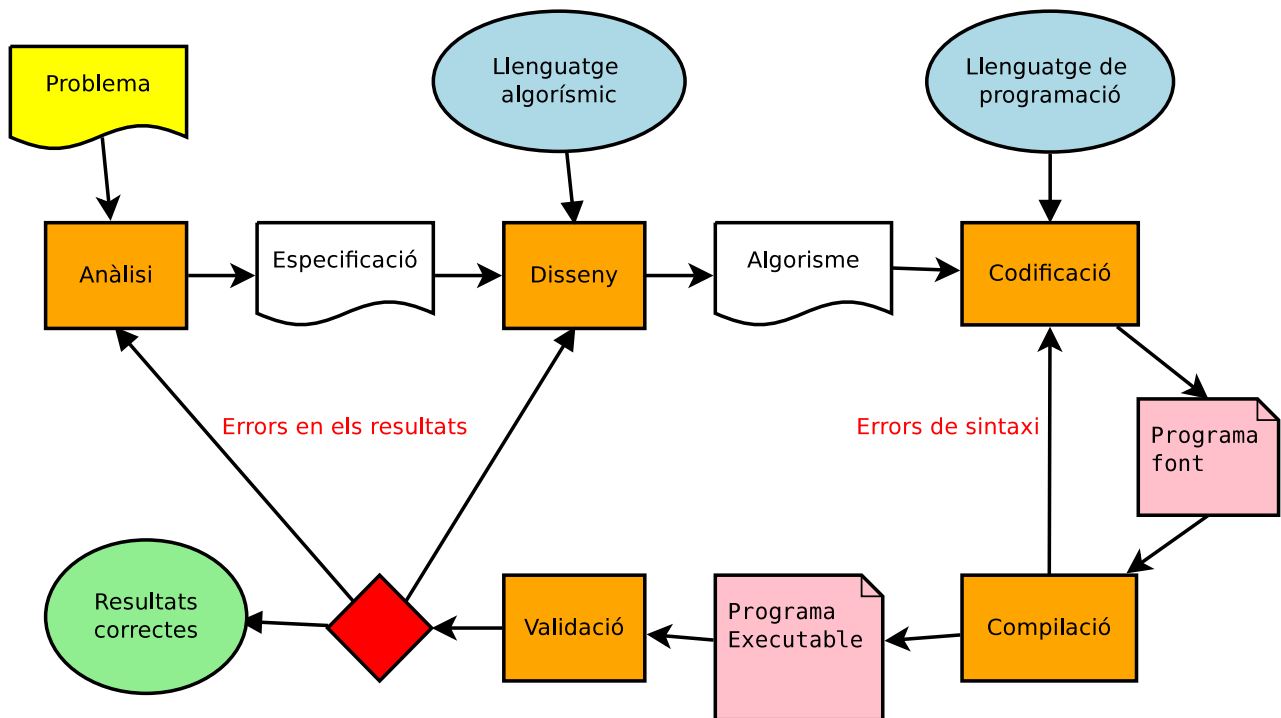 Problema
Llenguatge
algorísmic
Llenguatge de
programació
Anàlisi
Especificació
Disseny
Algorisme
Codificació
Errors en els resultats
Errors de sintaxi
Programa
font
Resultats
correctes
Validació
Programa
Executable
Compilació